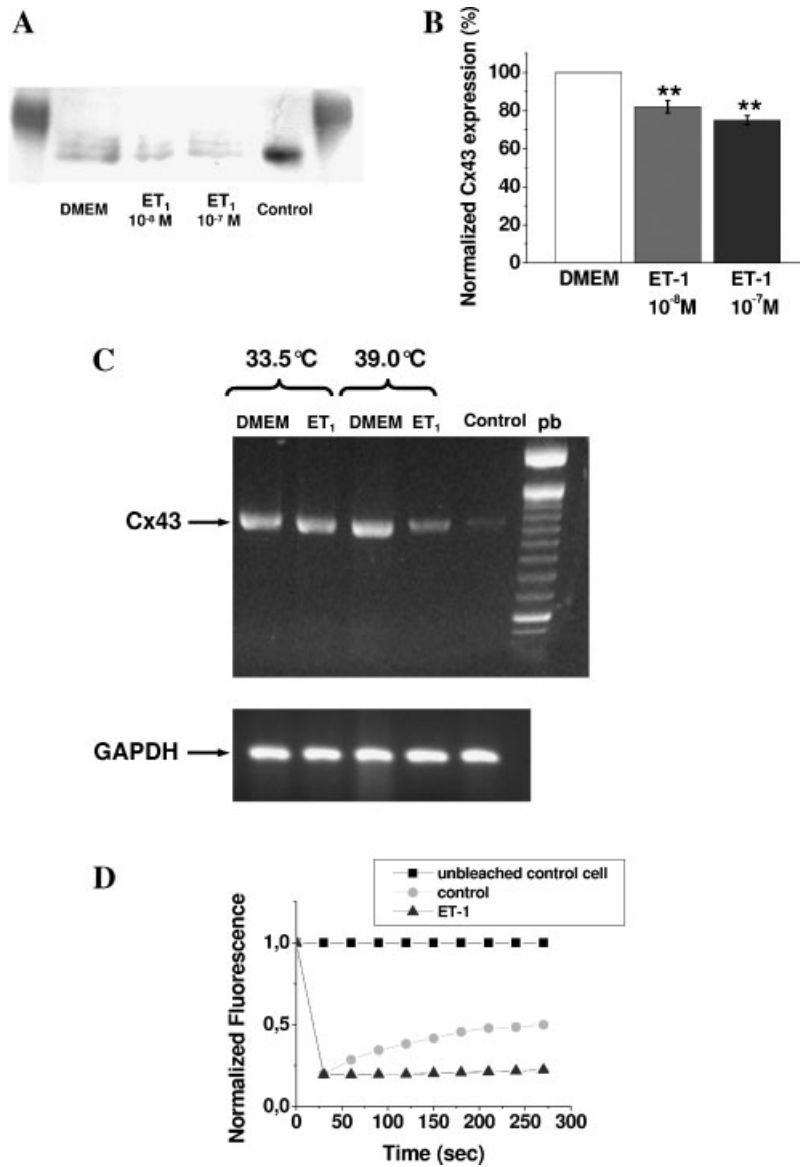 A
DMEM
ET1
10-8 M
ET1
10-7 M
Control
B
Normalized Cx43 expression (%)
100
80
60
40
20
0
**
**
DMEM
ET-1
10-8M
ET-1
10-7M
C
33.5°C
39.0°C
DMEM
ET1
DMEM
ET1
Control
pb
Cx43
GAPDH
D
unbleached control cell
control
ET-1
Normalized Fluorescence
1,0
0,5
0,0
0
50
100
150
200
250
300
Time (sec)